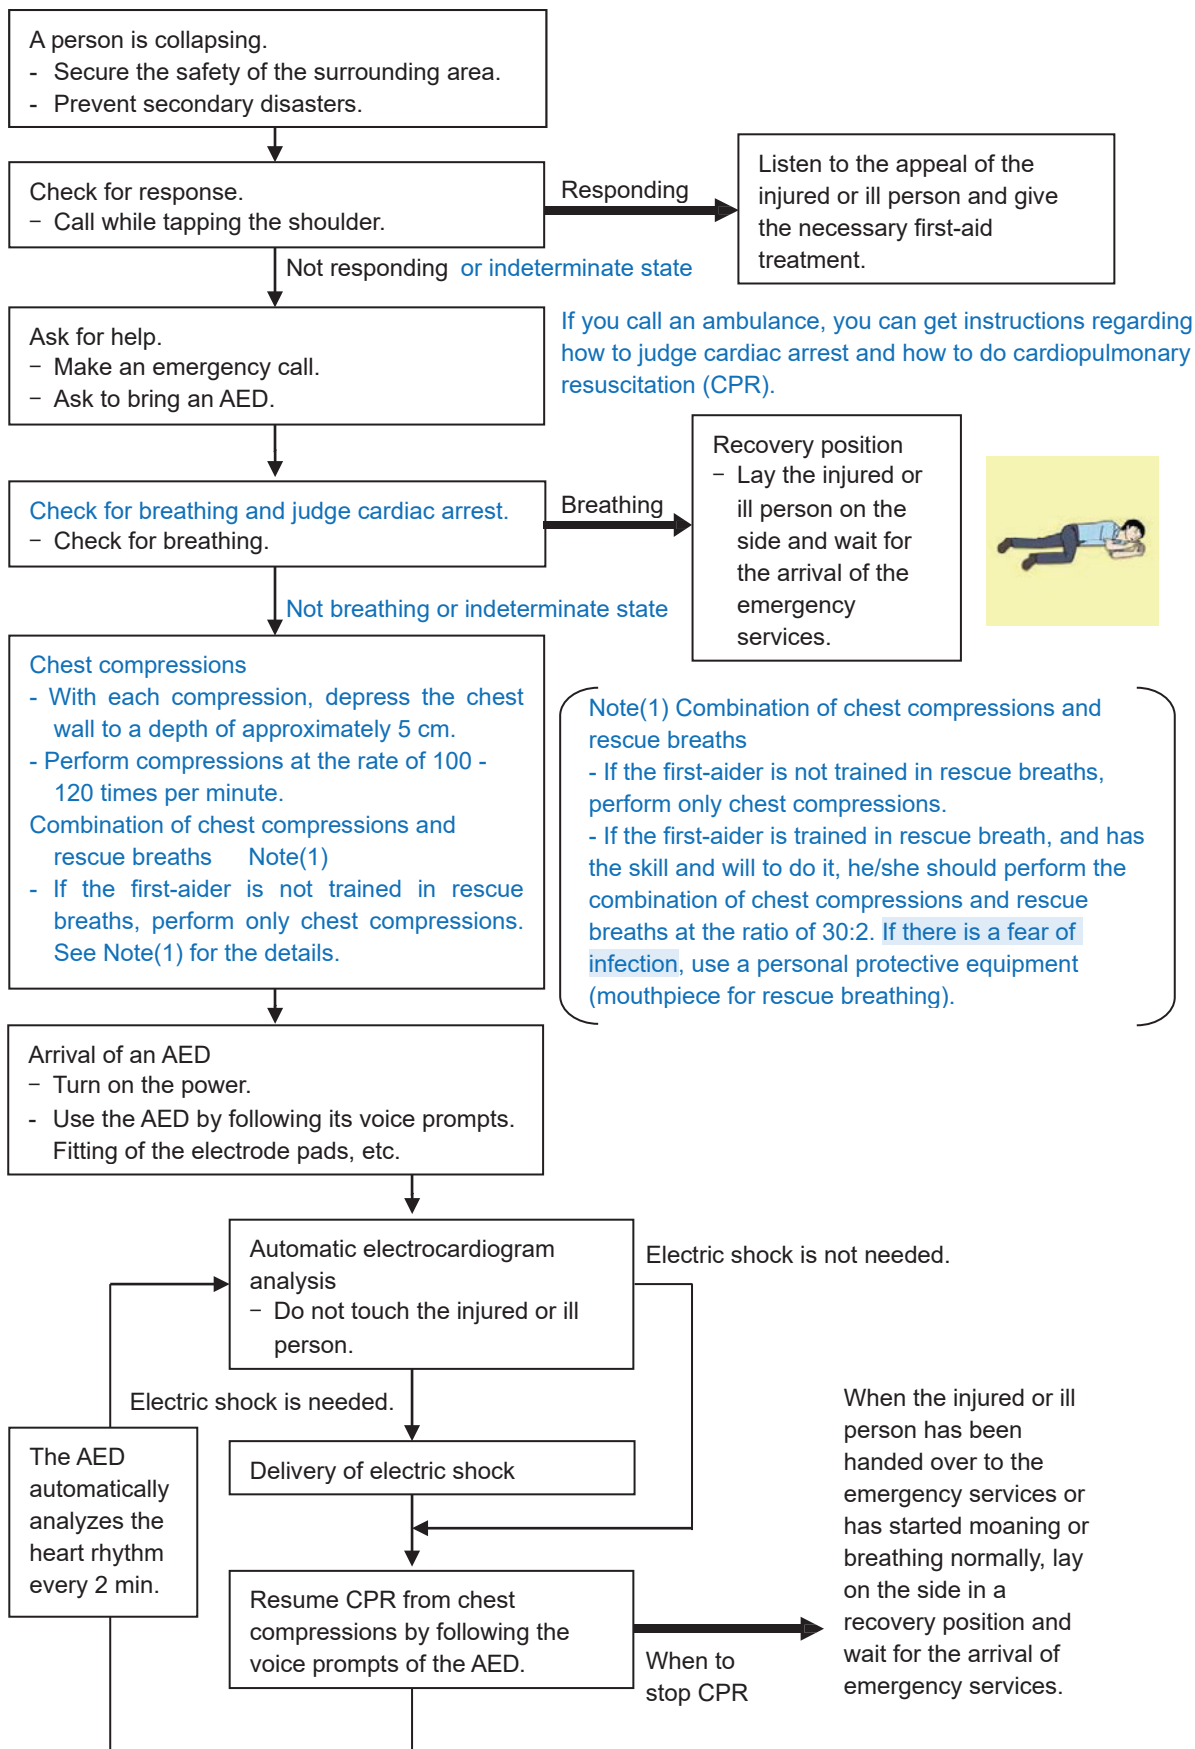 A person is collapsing.
- Secure the safety of the surrounding area.
- Prevent secondary disasters.
Check for response.
− Call while tapping the shoulder.
Responding
Listen to the appeal of the
injured or ill person and give
the necessary first-aid
treatment.
Not responding or indeterminate state
Ask for help.
− Make an emergency call.
− Ask to bring an AED.
If you call an ambulance, you can get instructions regarding
how to judge cardiac arrest and how to do cardiopulmonary
resuscitation (CPR).
Check for breathing and judge cardiac arrest.
− Check for breathing.
Breathing
Recovery position
− Lay the injured or
ill person on the
side and wait for
the arrival of the
emergency
services.
Not breathing or indeterminate state
Chest compressions
- With each compression, depress the chest
wall to a depth of approximately 5 cm.
- Perform compressions at the rate of 100 -
120 times per minute.
Combination of chest compressions and
rescue breaths Note(1)
- If the first-aider is not trained in rescue
breaths, perform only chest compressions.
See Note(1) for the details.
Note(1) Combination of chest compressions and
rescue breaths
- If the first-aider is not trained in rescue breaths,
perform only chest compressions.
- If the first-aider is trained in rescue breath, and has
the skill and will to do it, he/she should perform the
combination of chest compressions and rescue
breaths at the ratio of 30:2. If there is a fear of
infection, use a personal protective equipment
(mouthpiece for rescue breathing).
Arrival of an AED
− Turn on the power.
- Use the AED by following its voice prompts.
Fitting of the electrode pads, etc.
Automatic electrocardiogram
analysis
− Do not touch the injured or ill
person.
Electric shock is not needed.
Electric shock is needed.
The AED
automatically
analyzes the
heart rhythm
every 2 min.
Delivery of electric shock
Resume CPR from chest
compressions by following the
voice prompts of the AED.
When to
stop CPR
When the injured or ill
person has been
handed over to the
emergency services or
has started moaning or
breathing normally, lay
on the side in a
recovery position and
wait for the arrival of
emergency services.